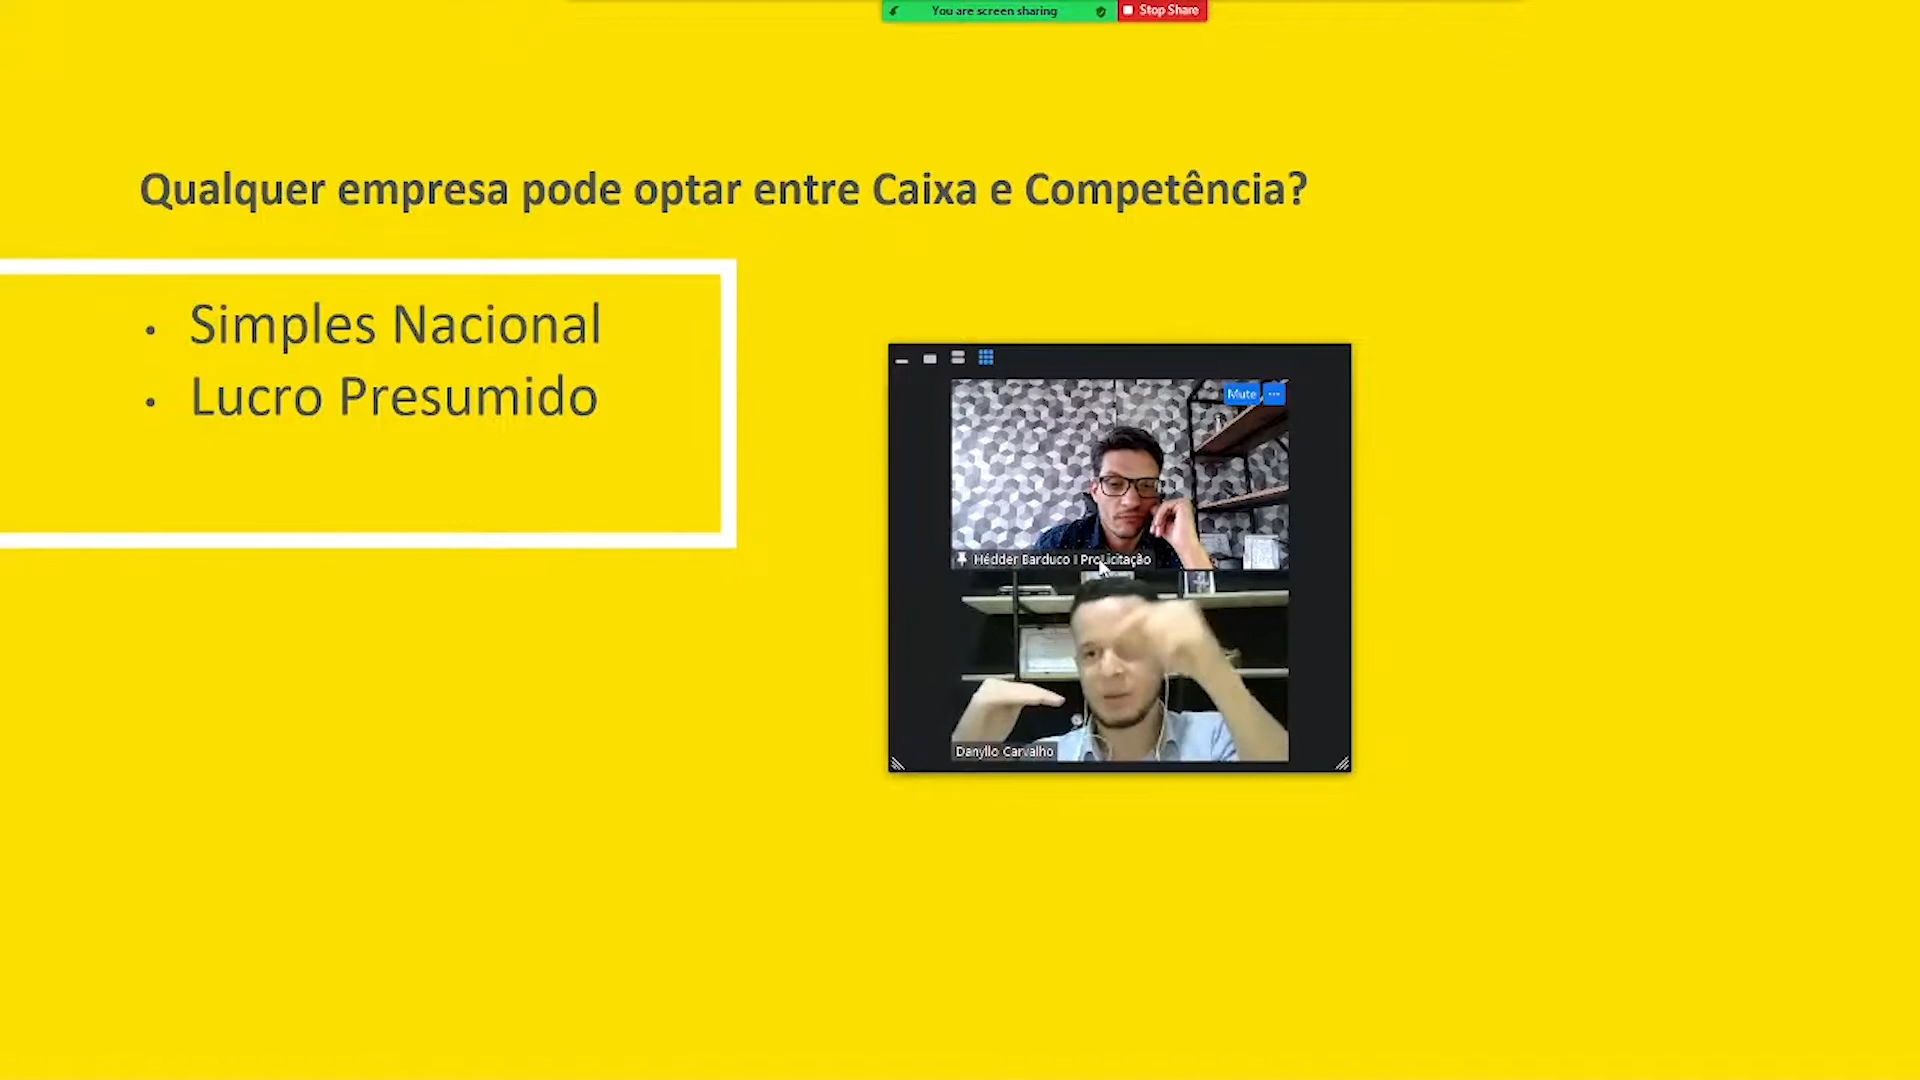 You are screen sharing
Stop Share
Qualquer empresa pode optar entre Caixa e Competência?
• Simples Nacional
• Lucro Presumido
Mute
Hédder Barduco I ProLicitação
Danyllo Carvalho